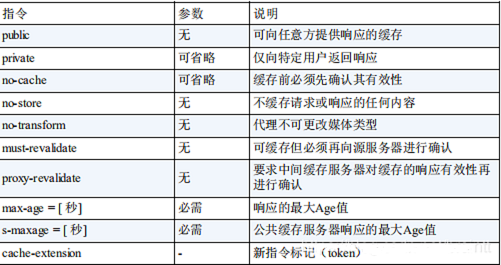 指令 参数 说明
public 无 可向任意方提供响应的缓存
private 可省略 仅向特定用户返回响应
no-cache 可省略 缓存前必须先确认其有效性
no-store 无 不缓存请求或响应的任何内容
no-transform 无 代理不可更改媒体类型
must-revalidate 无 可缓存但必须再向源服务器进行确认
proxy-revalidate 无 要求中间缓存服务器对缓存的响应有效性再
进行确认
max-age = [ 秒] 必需 响应的最大Age值
s-maxage = [ 秒] 必需 公共缓存服务器响应的最大Age值
cache-extension - 新指令标记（token）